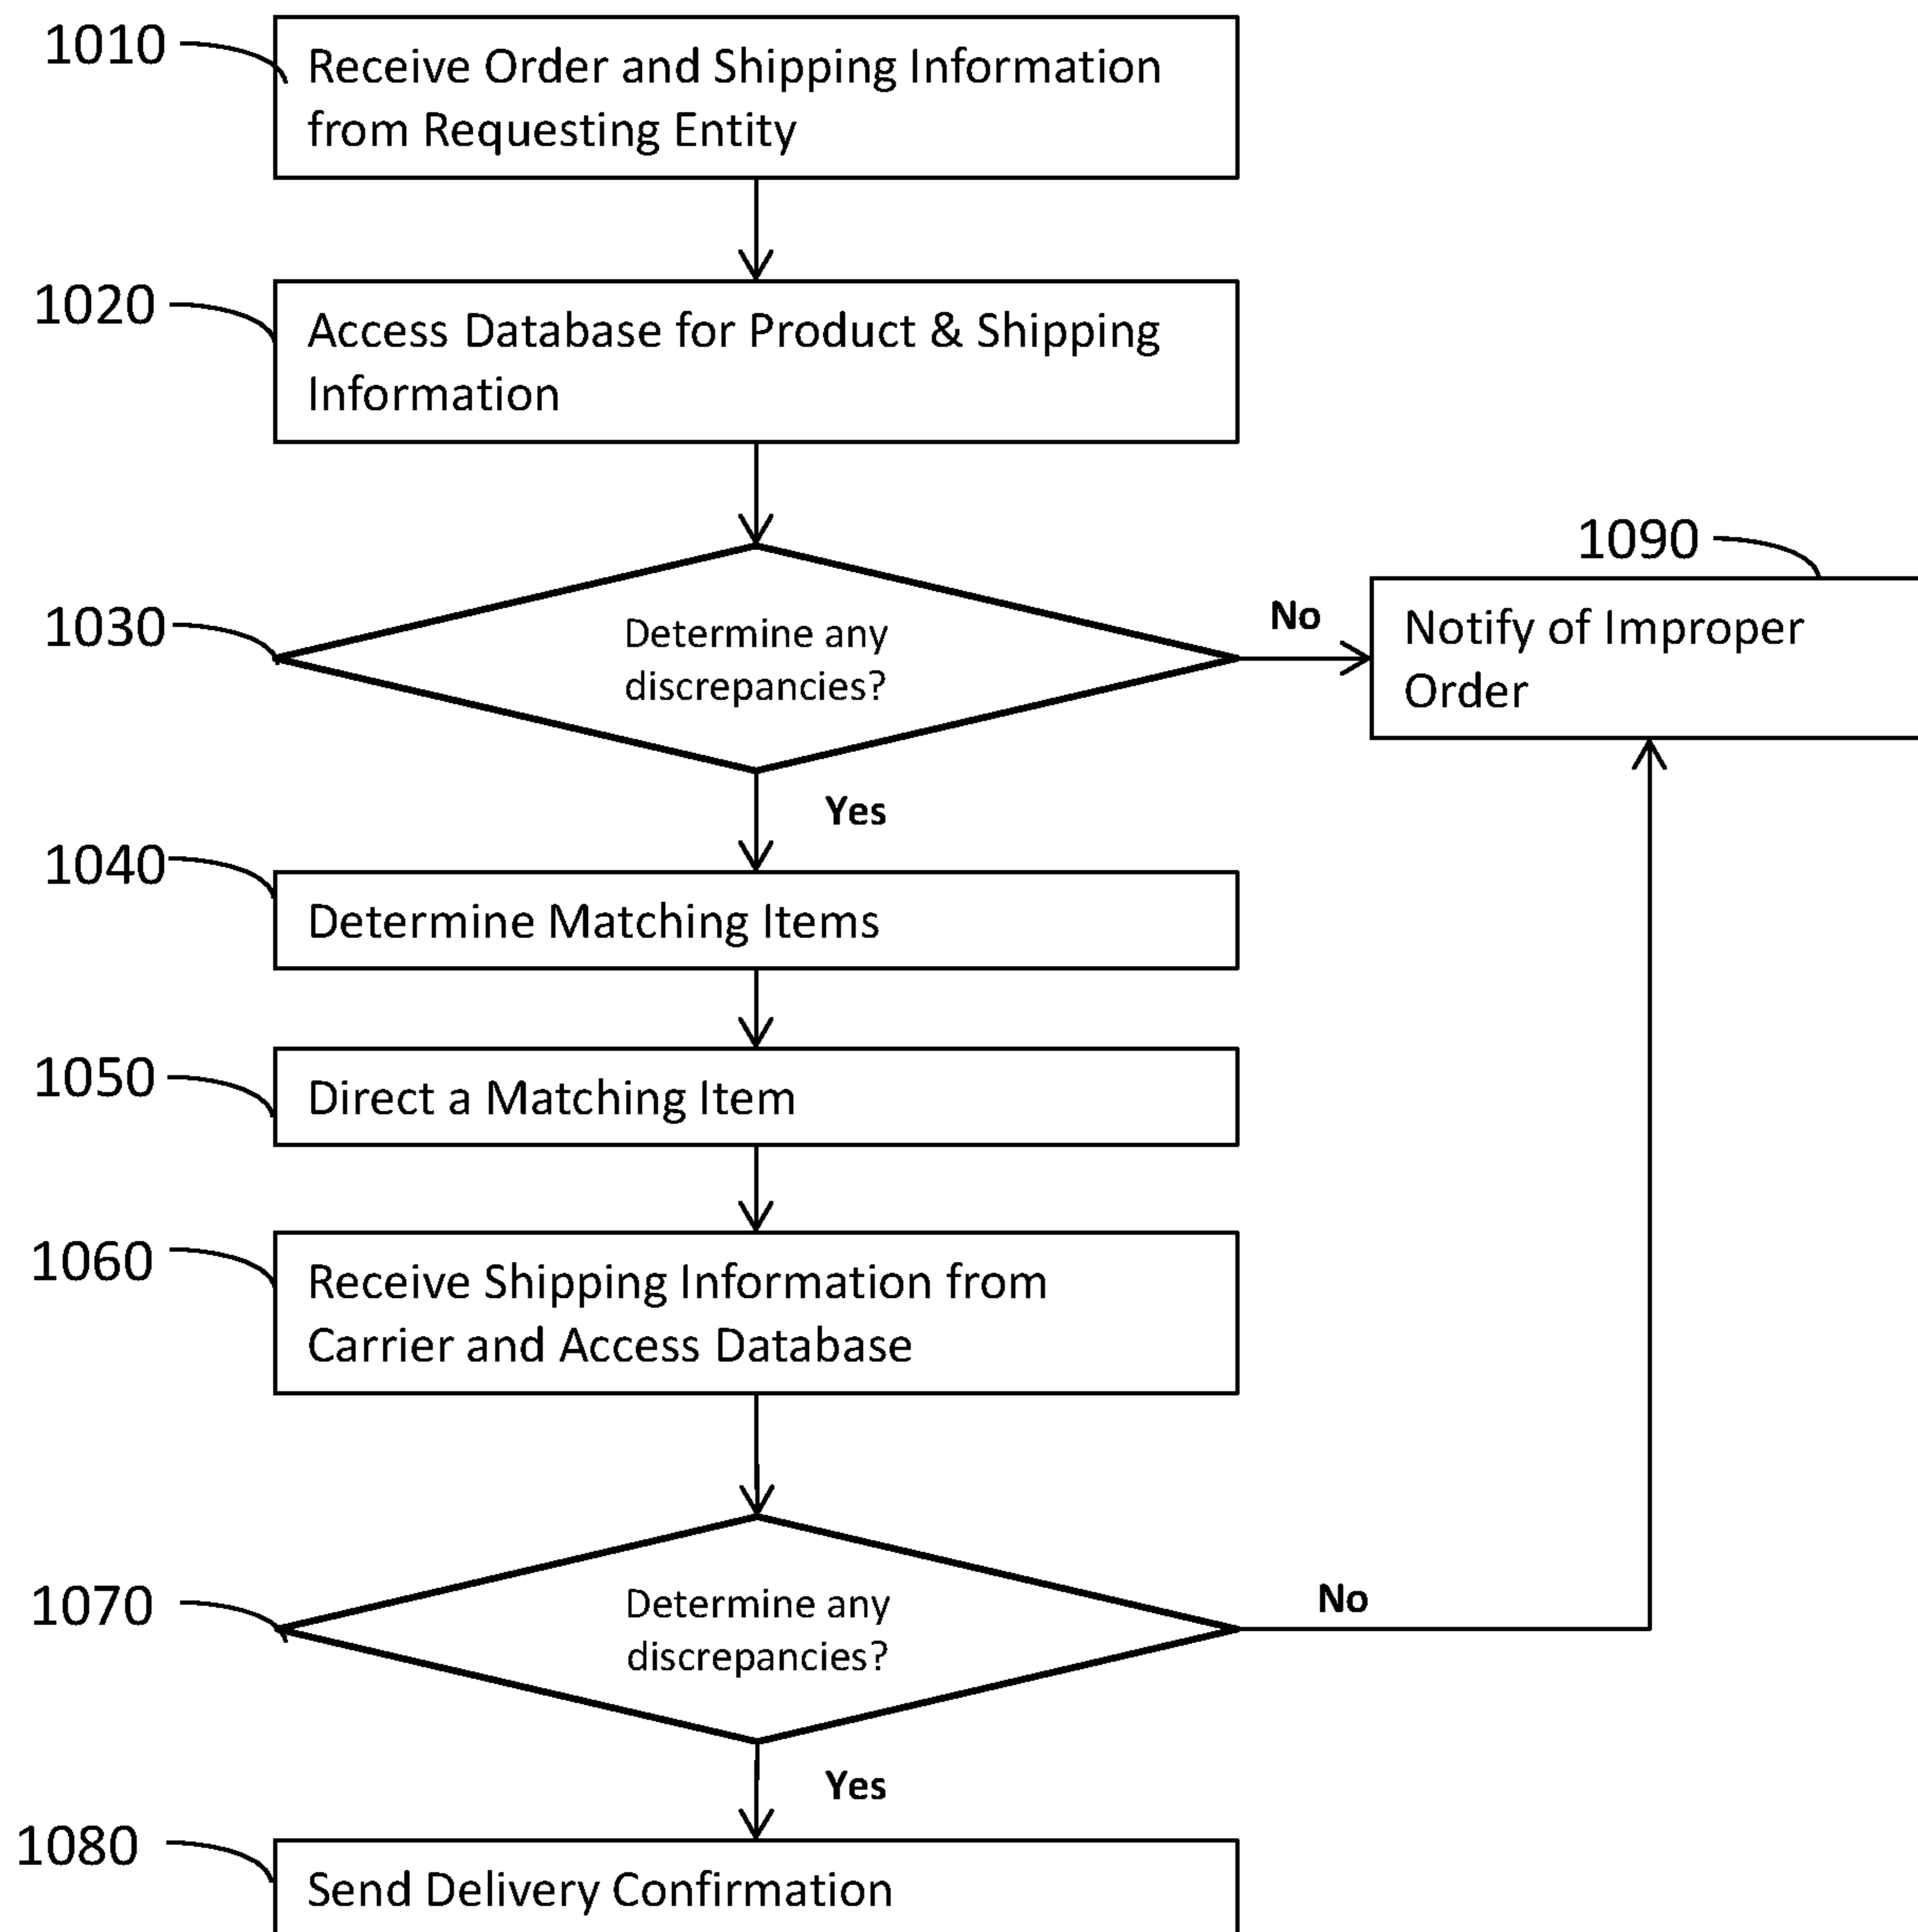 1010
Receive Order and Shipping Information
from Requesting Entity
1020
Access Database for Product & Shipping
Information
1030
Determine any
discrepancies?
No
1090
Notify of Improper
Order
Yes
1040
Determine Matching Items
1050
Direct a Matching Item
1060
Receive Shipping Information from
Carrier and Access Database
1070
Determine any
discrepancies?
No
Yes
1080
Send Delivery Confirmation